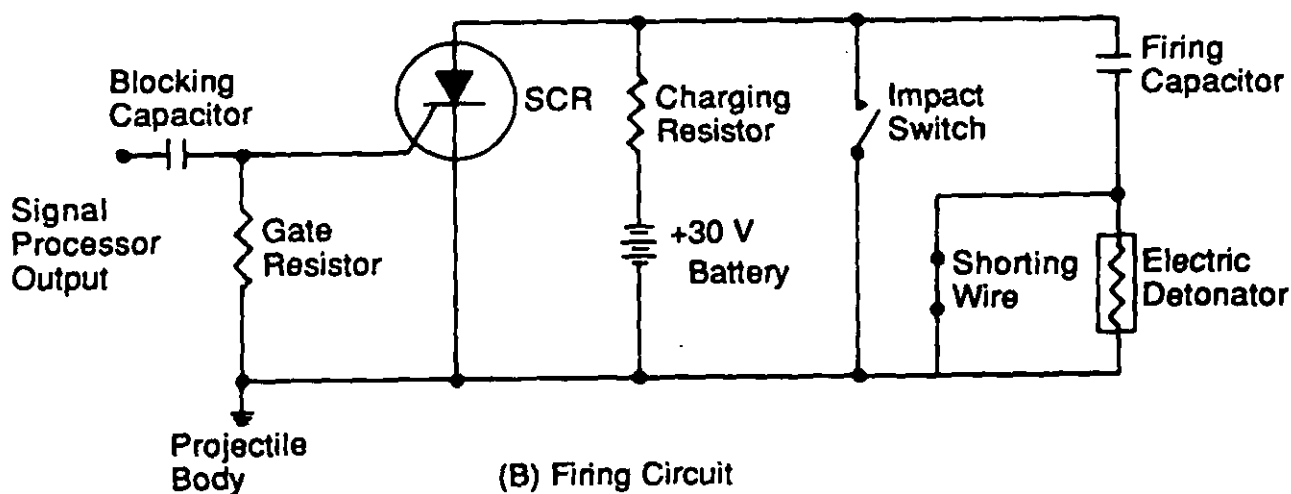 Blocking
Capacitor
SCR
Charging
Resistor
Impact
Switch
Firing
Capacitor
Signal
Processor
Output
Gate
Resistor
+30 V
Battery
Shorting
Wire
Electric
Detonator
Projectile
Body
(B) Firing Circuit